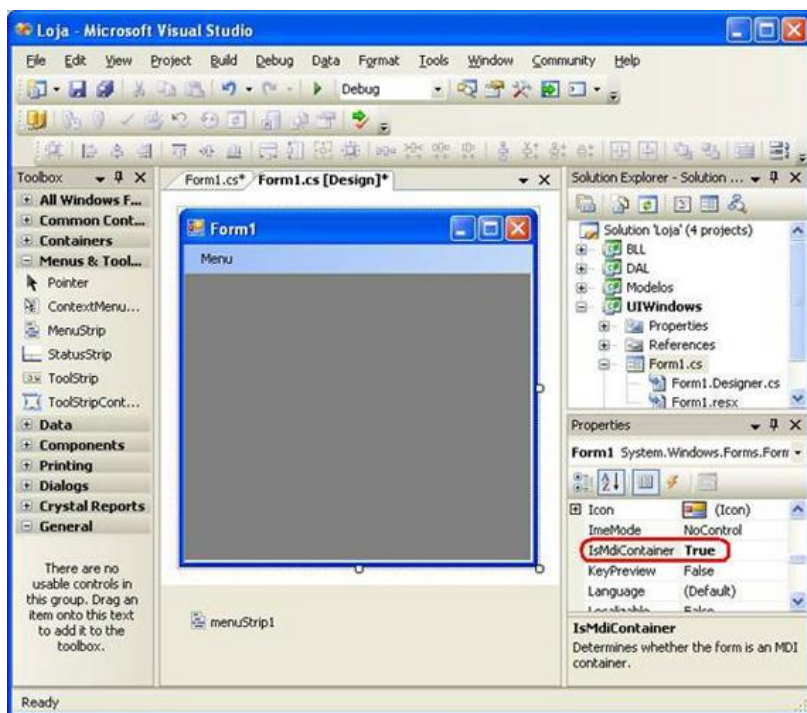 Loja - Microsoft Visual Studio
File Edit View Project Build Debug Data Format Tools Window Community Help
Debug
Toolbox
All Windows F...
Common Cont...
Containers
Menus & Tool...
Pointer
ContextMenu...
MenuStrip
StatusStrip
ToolStrip
ToolStripCont...
Data
Components
Printing
Dialogs
Crystal Reports
General
There are no
usable controls in
this group. Drag an
item onto this text
to add it to the
toolbox.
Form1.cs* Form1.cs [Design]*
Form1
Menu
menuStrip1
Solution Explorer - Solution ...
Solution 'Loja' (4 projects)
BLL
DAL
Modelos
UIWindows
Properties
References
Form1.cs
Form1.Designer.cs
Form1.resx
Properties
Form1 System.Windows.Forms.Form
Icon (Icon)
ImeMode NoControl
IsMdiContainer True
KeyPreview False
Language (Default)
Localizable False
IsMdiContainer
Determines whether the form is an MDI
container.
Ready